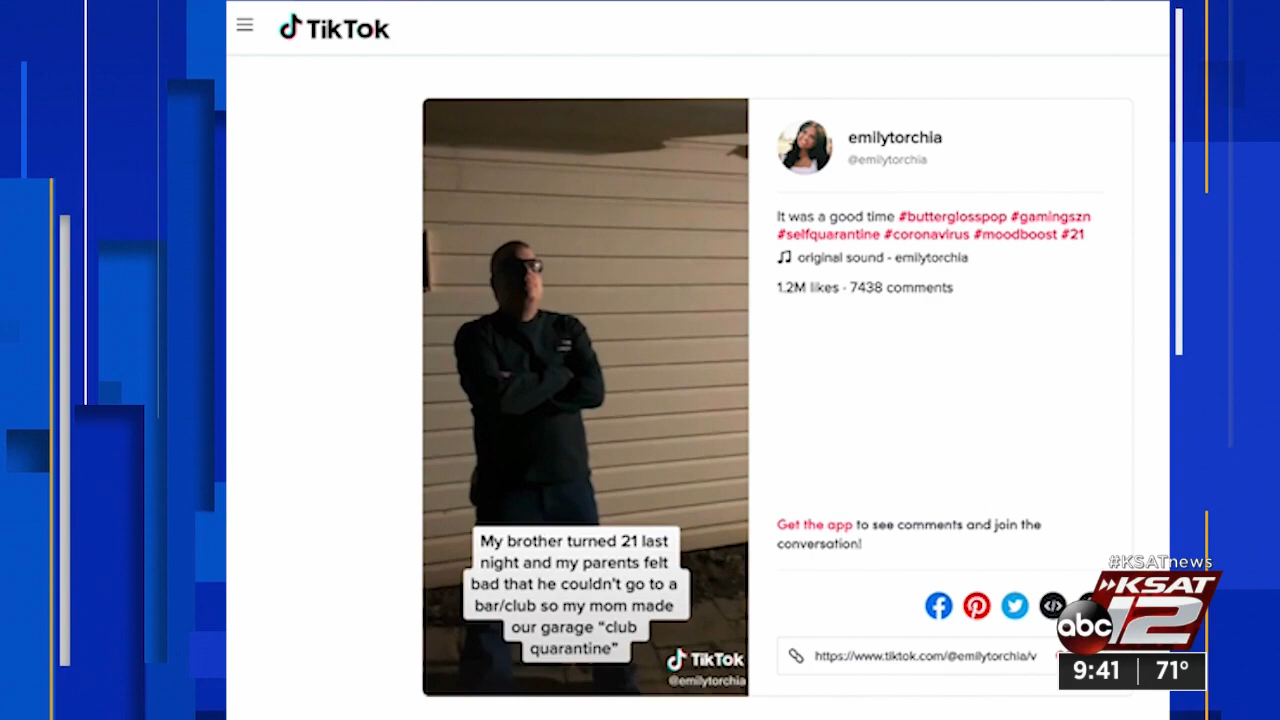 TikTok
emilytorchia
@emilytorchia
It was a good time #butterglosspop #gamingszn
#selfquarantine #coronavirus #moodboost #21
original sound - emilytorchia
1.2M likes · 7438 comments
My brother turned 21 last
night and my parents felt
bad that he couldn't go to a
bar/club so my mom made
our garage "club
quarantine"
TikTok
@emilytorchia
Get the app to see comments and join the
conversation!
https://www.tiktok.com/@emilytorchia/v
#KSATnews
KSAT
abc 12
9:41 71°